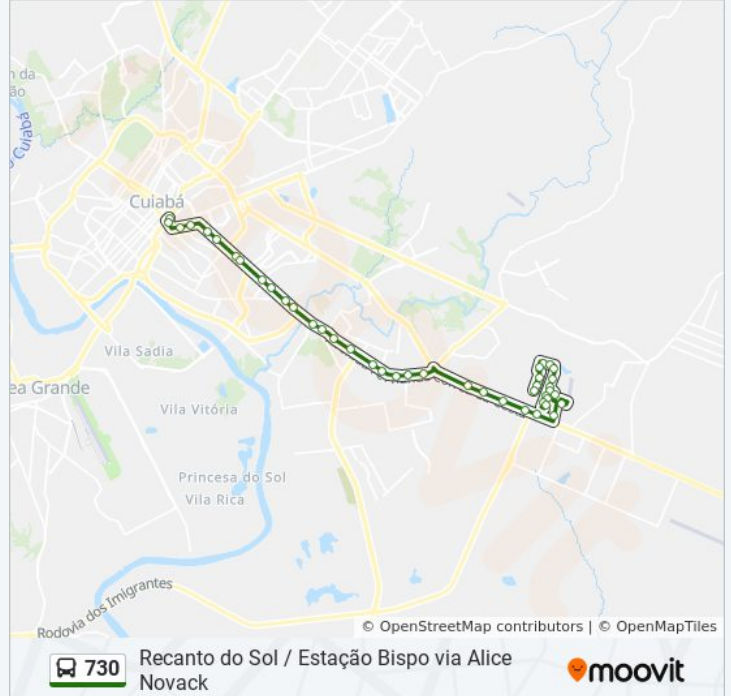 n da
ão
o Cuiabá
Cuiabá
Vila Sadia
ea Grande
Vila Vitória
Princesa do Sol
Vila Rica
Rodovia dos Imigrantes
© OpenStreetMap contributors | © OpenMapTiles
730
Recanto do Sol / Estação Bispo via Alice
Novack
moovit